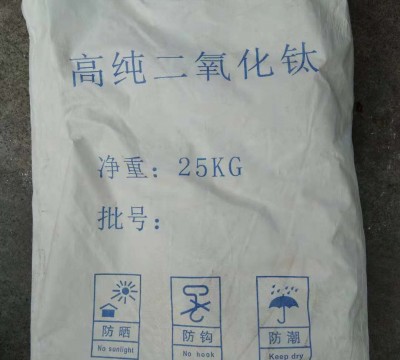 高纯二氧化钛
净重：25KG
批号：
防晒 防钩 防潮
No sunlight No hook Keep dry